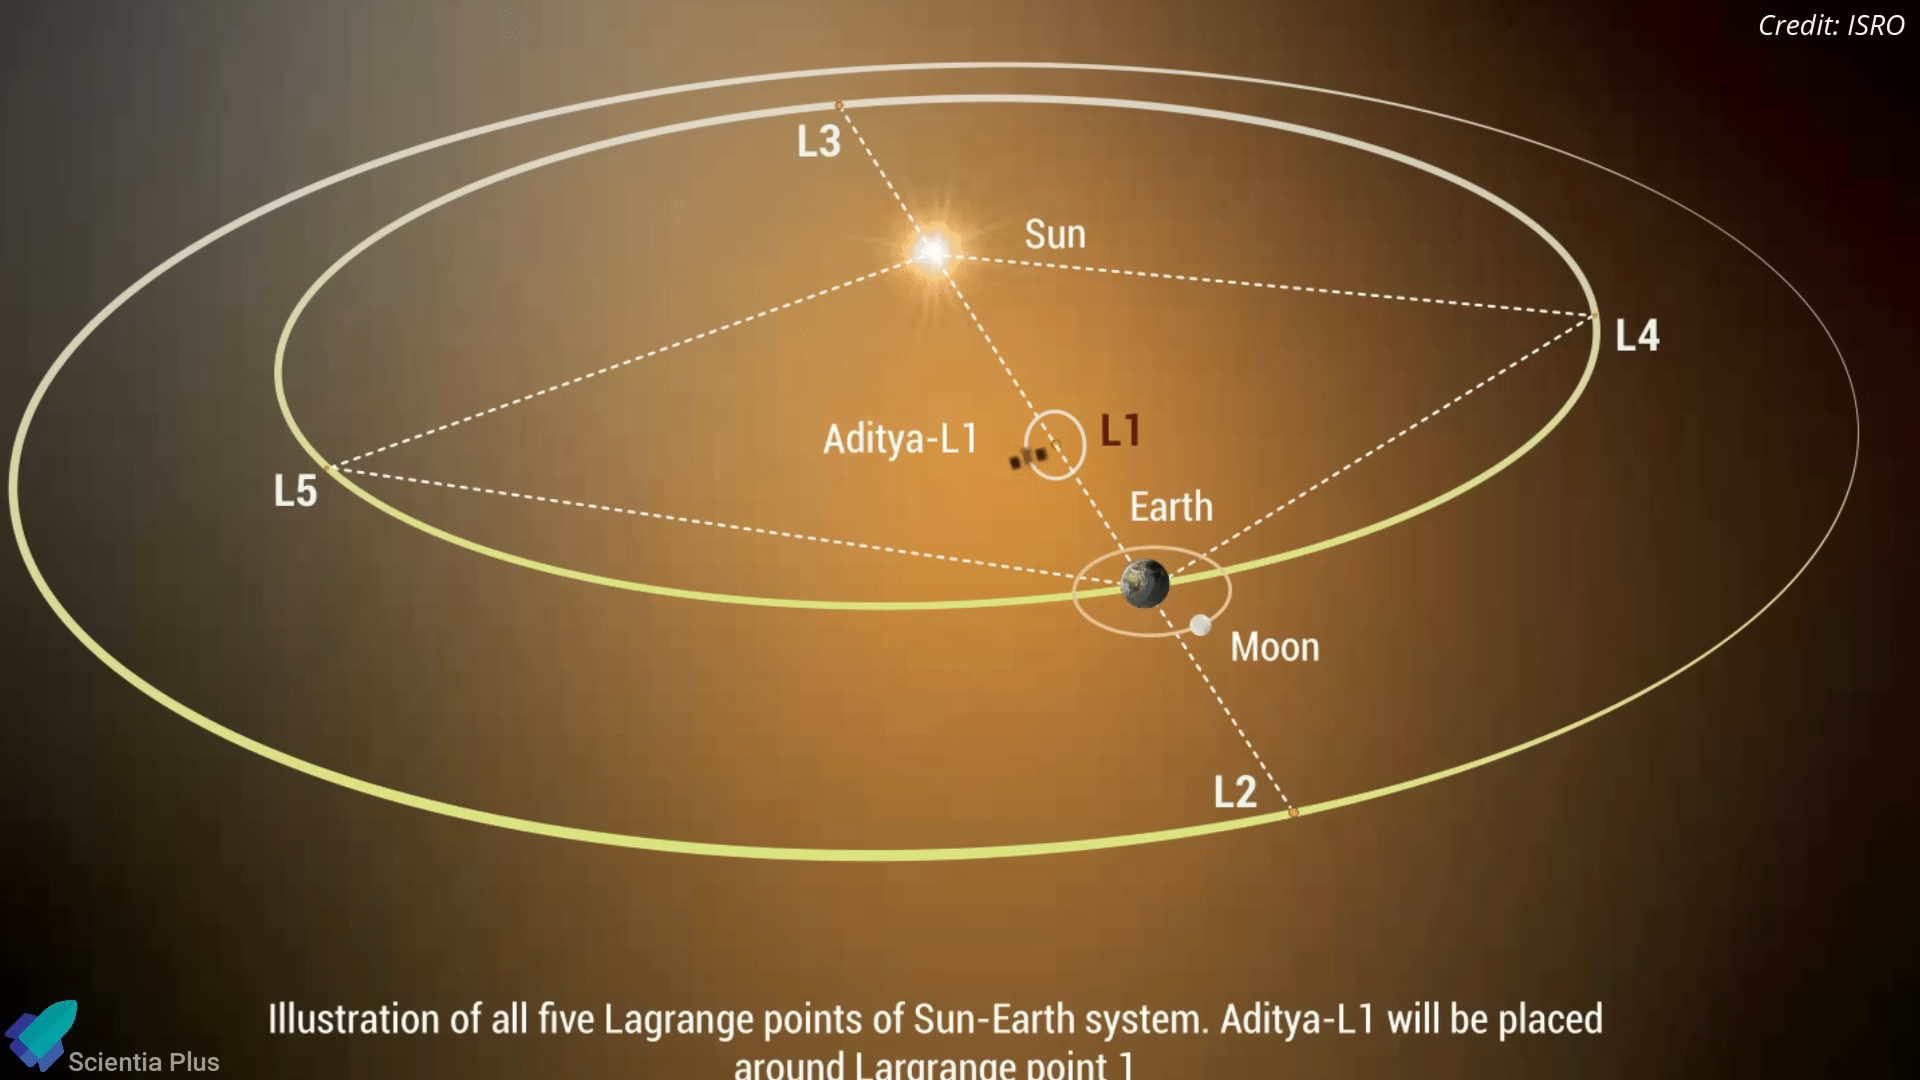 Credit: ISRO
L3
Sun
L4
Aditya-L1
L1
L5
Earth
Moon
L2
Illustration of all five Lagrange points of Sun-Earth system. Aditya-L1 will be placed
around Largrange point 1
Scientia Plus